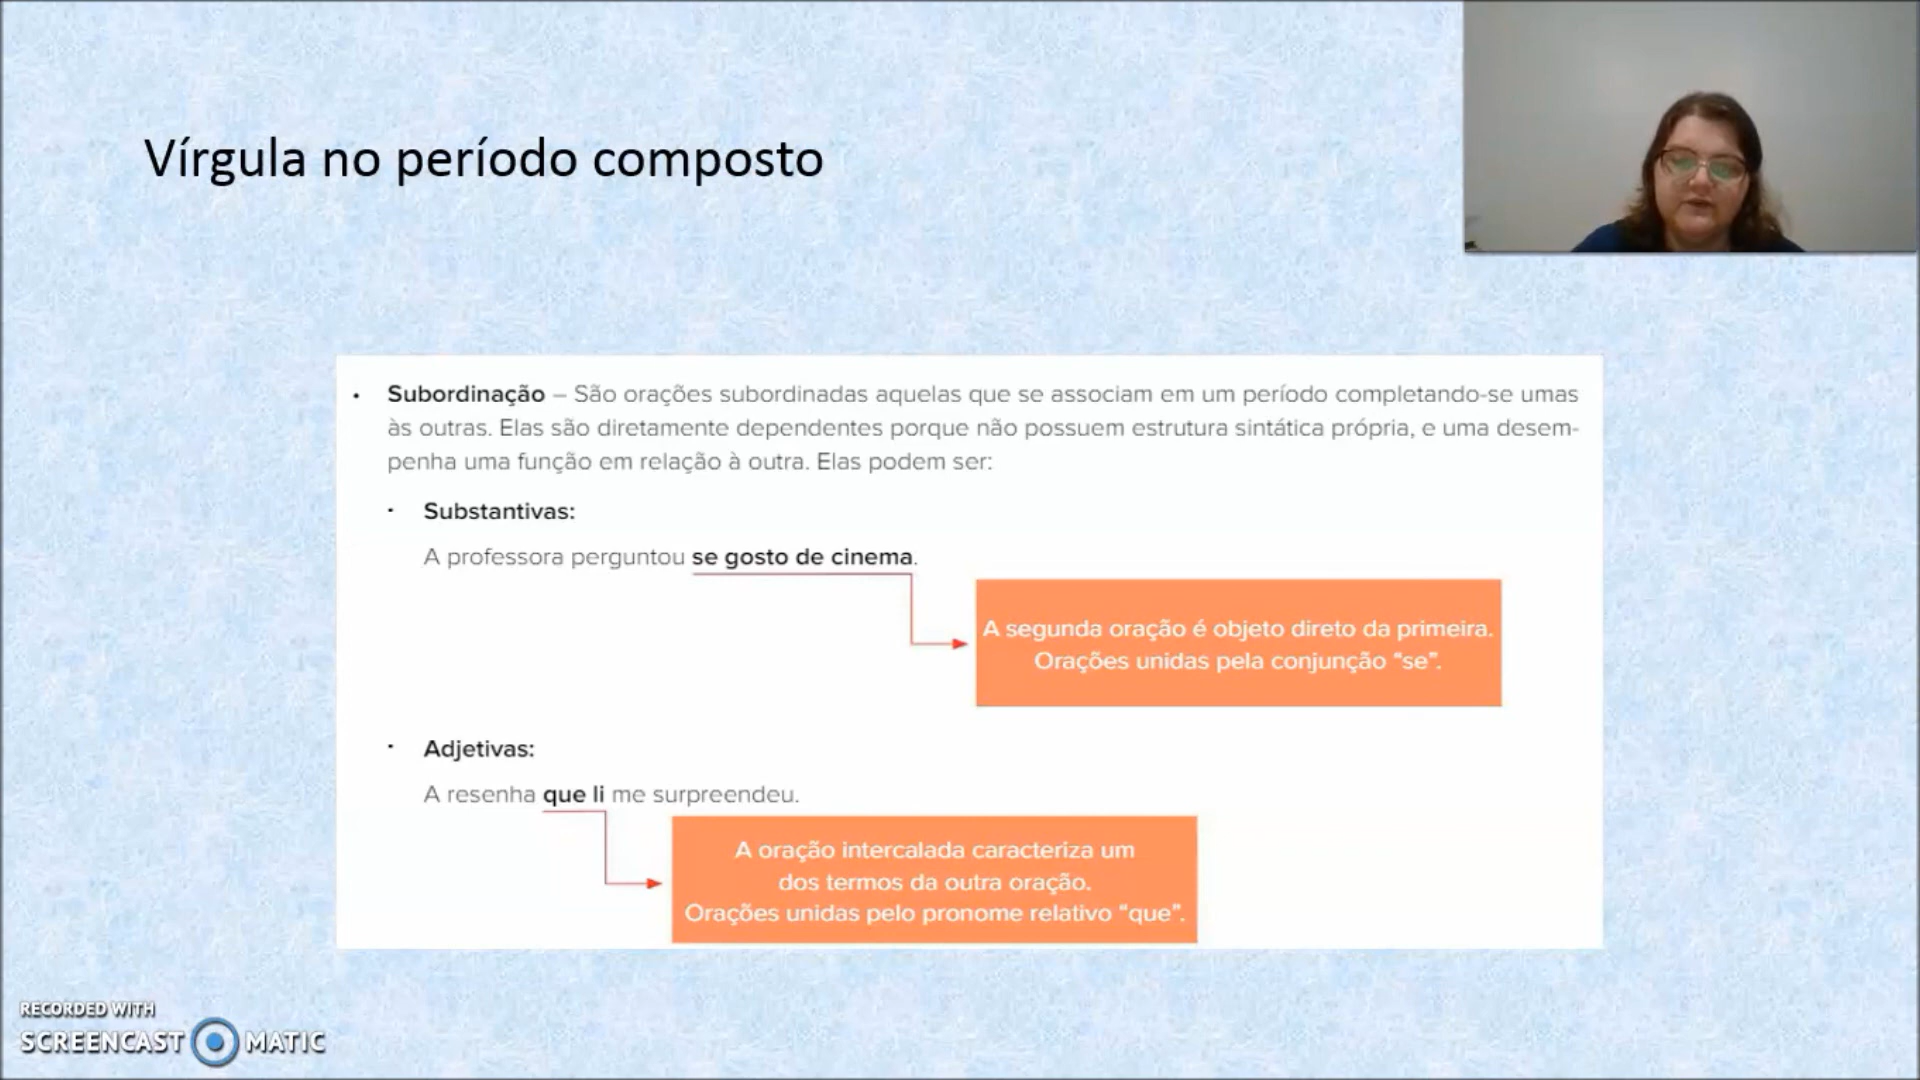 Vírgula no período composto
• Subordinação – São orações subordinadas aquelas que se associam em um período completando-se umas
às outras. Elas são diretamente dependentes porque não possuem estrutura sintática própria, e uma desem-
penha uma função em relação à outra. Elas podem ser:
· Substantivas:
A professora perguntou se gosto de cinema.
A segunda oração é objeto direto da primeira.
Orações unidas pela conjunção “se”.
· Adjetivas:
A resenha que li me surpreendeu.
A oração intercalada caracteriza um
dos termos da outra oração.
Orações unidas pelo pronome relativo “que”.
RECORDED WITH
SCREENCAST MATIC